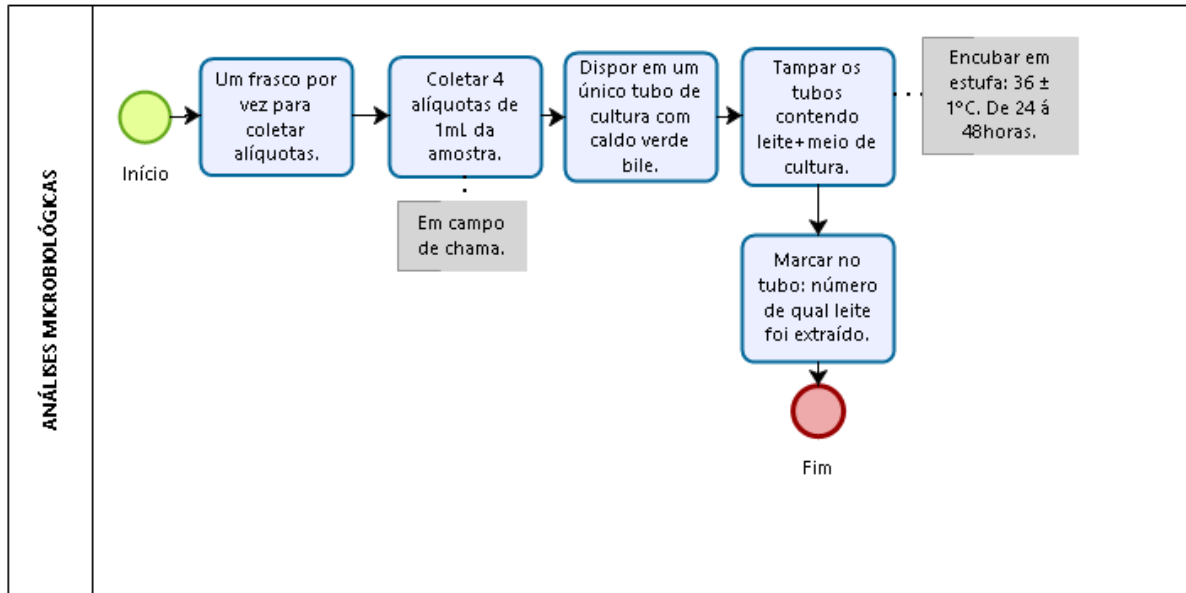 ANÁLISES MICROBIOLÓGICAS
Início
Um frasco por
vez para
coletar
alíquotas.
Coletar 4
alíquotas de
1mL da
amostra.
Em campo
de chama.
Dispor em um
único tubo de
cultura com
caldo verde
bile.
Tampar os
tubos
contendo
leite+meio de
cultura.
Encubar em
estufa: 36 ±
1°C. De 24 á
48horas.
Marcar no
tubo: número
de qual leite
foi extraído.
Fim